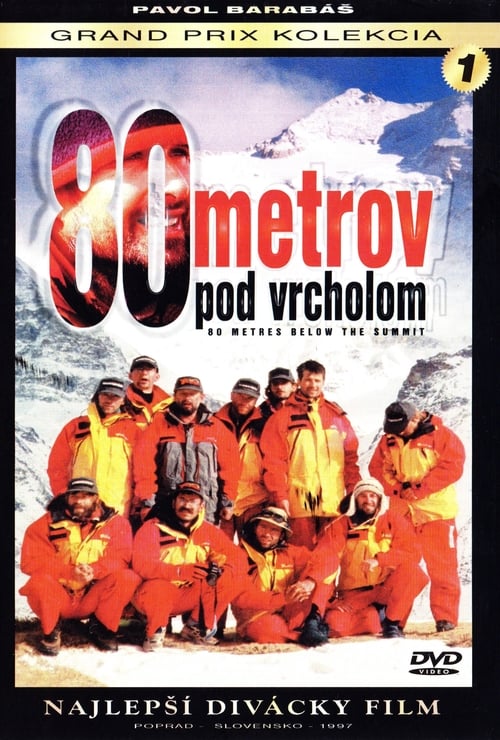 PAVOL BARABÁŠ
GRAND PRIX KOLEKCIA
1
80 metrov
pod vrcholom
80 METRES BELOW THE SUMMIT
DVD
VIDEO
NAJLEPŠÍ DIVÁCKY FILM
POPRAD - SLOVENSKO - 1997